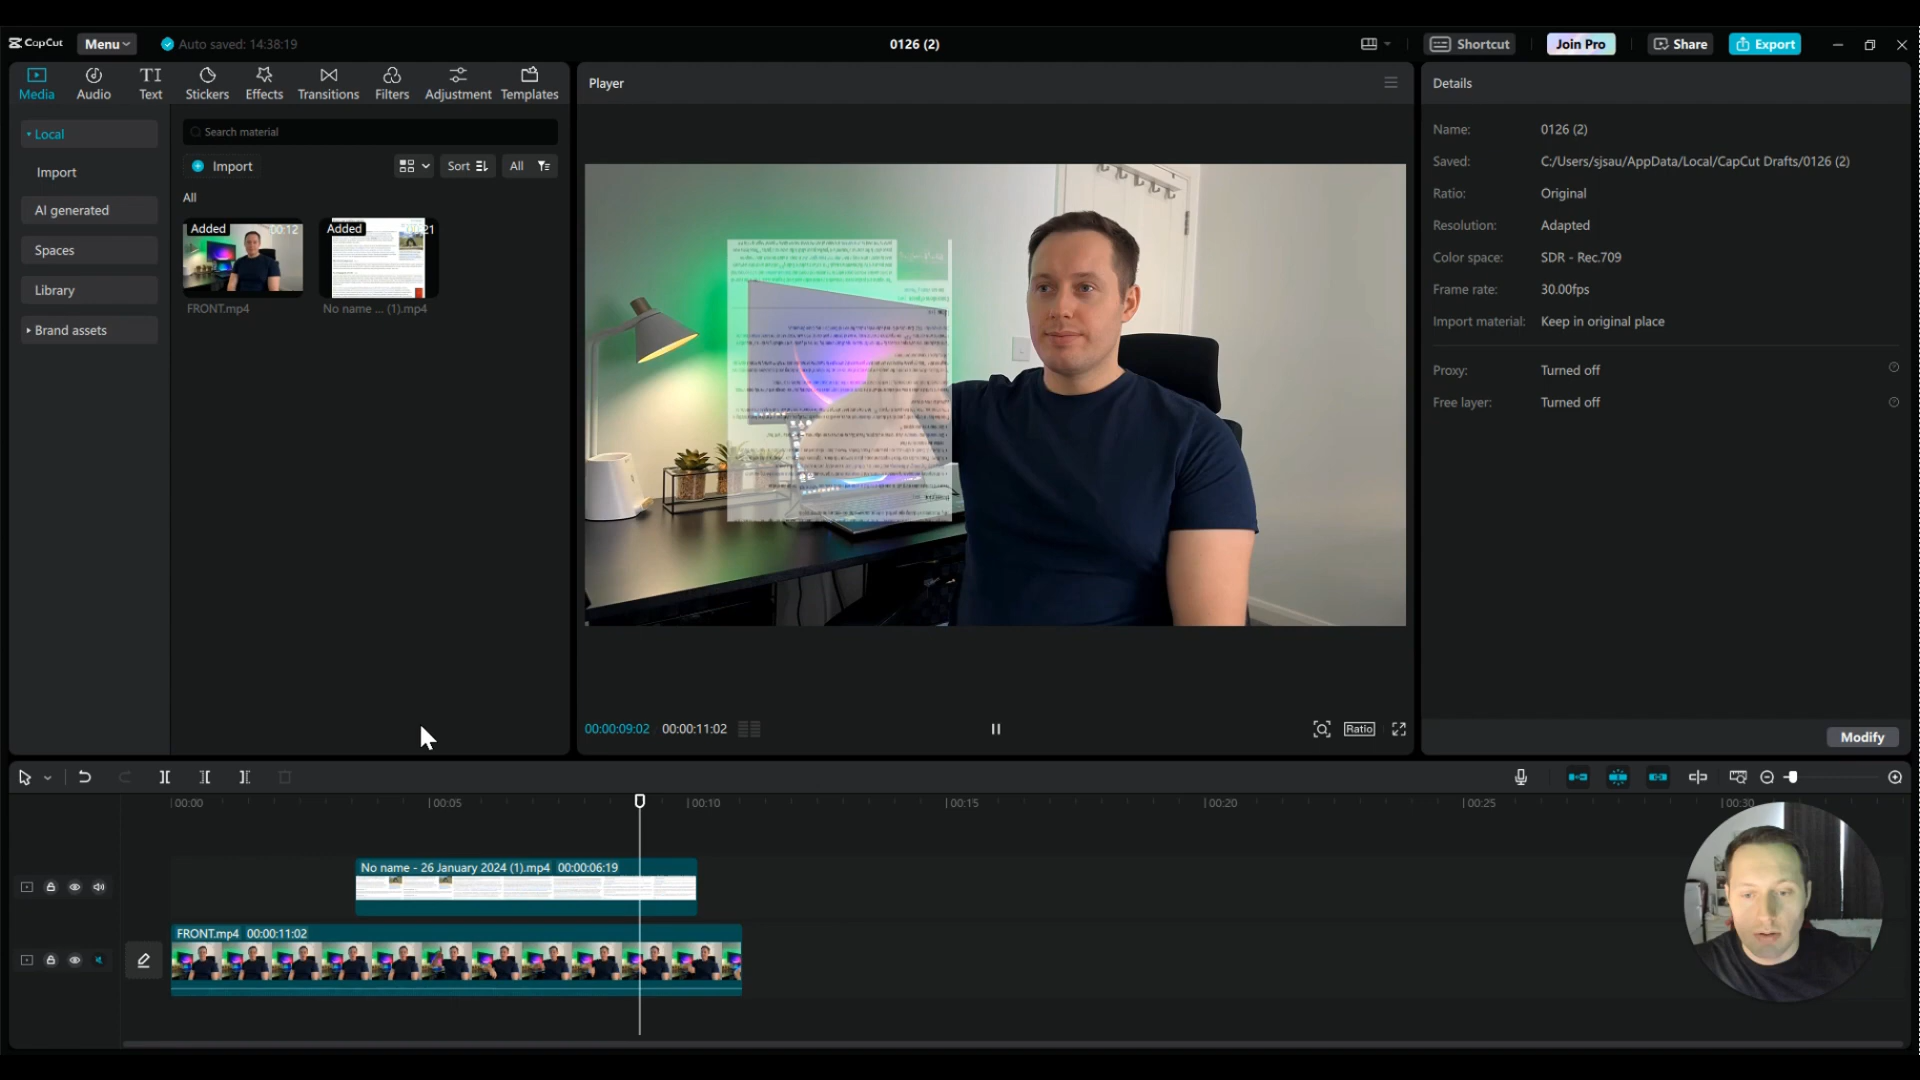 CapCut
Menu
Auto saved: 14:38:19
0126 (2)
Shortcut
Join Pro
Share
Export
Media
Audio
TI
Text
Stickers
Effects
Transitions
Filters
Adjustment
Templates
Local
Import
AI generated
Spaces
Library
Brand assets
Search material
Import
Sort
All
All
Added
00:12
FRONT.mp4
Added
21
No name ... (1).mp4
Player
00:00:09:02
00:00:11:02
Ratio
Details
Name: 0126 (2)
Saved: C:/Users/sjsau/AppData/Local/CapCut Drafts/0126 (2)
Ratio: Original
Resolution: Adapted
Color space: SDR - Rec.709
Frame rate: 30.00fps
Import material: Keep in original place
Proxy: Turned off
Free layer: Turned off
Modify
00:00
00:05
00:10
00:15
00:20
00:25
00:30
No name - 26 January 2024 (1).mp4 00:00:06:19
FRONT.mp4 00:00:11:02